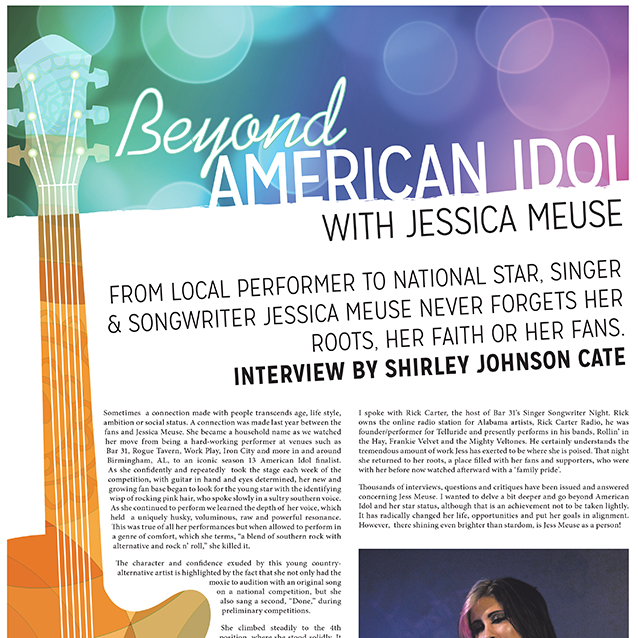 Beyond
AMERICAN IDOL
WITH JESSICA MEUSE
FROM LOCAL PERFORMER TO NATIONAL STAR, SINGER
& SONGWRITER JESSICA MEUSE NEVER FORGETS HER
ROOTS, HER FAITH OR HER FANS.
INTERVIEW BY SHIRLEY JOHNSON CATE
Sometimes a connection made with people transcends age, life style,
ambition or social status. A connection was made last year between the
fans and Jessica Meuse. She became a household name as we watched
her move from being a hard-working performer at venues such as
Bar 31, Rogue Tavern, Work Play, Iron City and more in and around
Birmingham, AL, to an iconic season 13 American Idol finalist.
As she confidently and repeatedly took the stage each week of the
competition, with guitar in hand and eyes determined, her new and
growing fan base began to look for the young star with the identifying
wisp of rocking pink hair, who spoke slowly in a sultry southern voice.
As she continued to perform we learned the depth of her voice, which
held a uniquely husky, voluminous, raw and powerful resonance.
This was true of all her performances but when allowed to perform in
a genre of comfort, which she terms, "a blend of southern rock with
alternative and rock n' roll," she killed it.
The character and confidence exuded by this young country-
alternative artist is highlighted by the fact that she not only had the
moxic to audition with an original song
on a national competition, but she
also sang a second, "Done," during
preliminary competitions.
She climbed steadily to the 4th
position, where she stood solidly. It
I spoke with Rick Carter, the host of Bar 31's Singer Songwriter Night. Rick
owns the online radio station for Alabama artists, Rick Carter Radio, he was
founder/performer for Telluride and presently performs in his bands, Rollin' in
the Hay, Frankie Velvet and the Mighty Veltones. He certainly understands the
tremendous amount of work Jess has exerted to be where she is poised. That night
she returned to her roots, a place filled with her fans and supporters, who were
with her before now watched afterward with a 'family pride'.
Thousands of interviews, questions and critiques have been issued and answered
concerning Jess Meuse. I wanted to delve a bit deeper and go beyond American
Idol and her star status, although that is an achievement not to be taken lightly.
It has radically changed her life, opportunities and put her goals in alignment.
However, there shining even brighter than stardom, is Jess Meuse as a person!